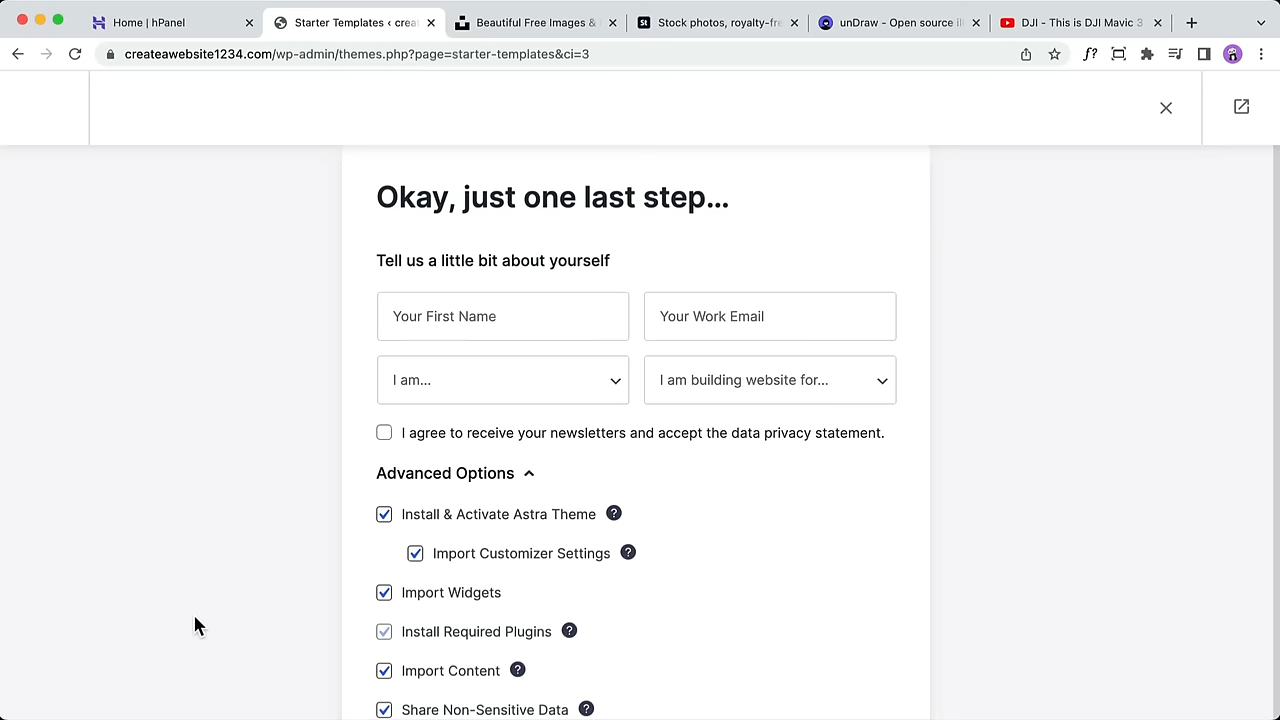 Home | hPanel
Starter Templates ‹ crea
Beautiful Free Images &
Stock photos, royalty-fre
unDraw - Open source ill
DJI - This is DJI Mavic 3
createawebsite1234.com/wp-admin/themes.php?page=starter-templates&ci=3
Okay, just one last step...
Tell us a little bit about yourself
Your First Name
Your Work Email
I am...
I am building website for...
I agree to receive your newsletters and accept the data privacy statement.
Advanced Options
Install & Activate Astra Theme
Import Customizer Settings
Import Widgets
Install Required Plugins
Import Content
Share Non-Sensitive Data